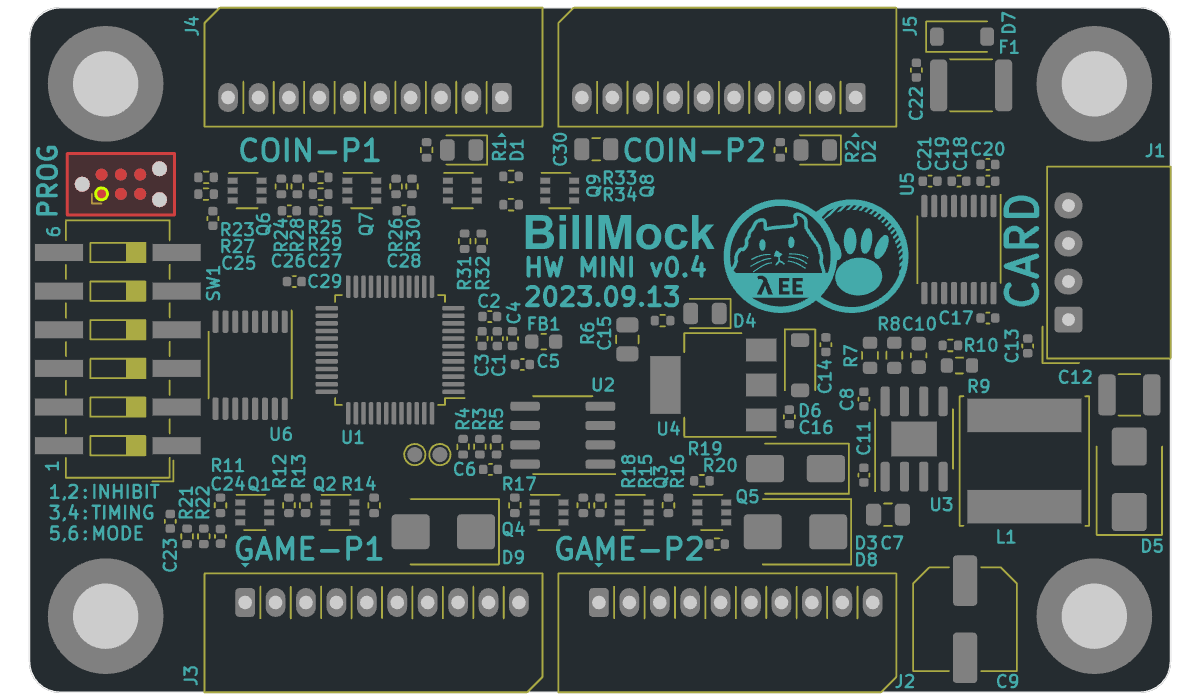 J4
J5
D7
F1
C22
COIN-P1
R1
D1
C30
COIN-P2
R2
D2
C21
C19
C18
C20
J1
PROG
U5
Q6
Q7
Q9
R33
R34
Q8
R23
R27
C25
R24
R28
C26
R25
R29
C27
R26
R30
C28
BillMock
HW MINI v0.4
2023.09.13
λ EE
CARD
6
SW1
C29
R31
R32
C2
C4
FB1
C3
C1
C5
R6
C15
D4
C17
R8
C10
R7
R10
C13
C14
C12
U6
U1
U2
U4
D6
C16
C8
R9
R4
R3
R5
C6
C11
1
R11
C24
Q1
R12
R13
Q2
R14
R17
R18
R15
Q3
R16
R19
R20
Q5
U3
L1
D5
1,2:INHIBIT
3,4:TIMING
5,6:MODE
R21
R22
C23
GAME-P1
Q4
D9
GAME-P2
D3
C7
D8
J3
J2
C9